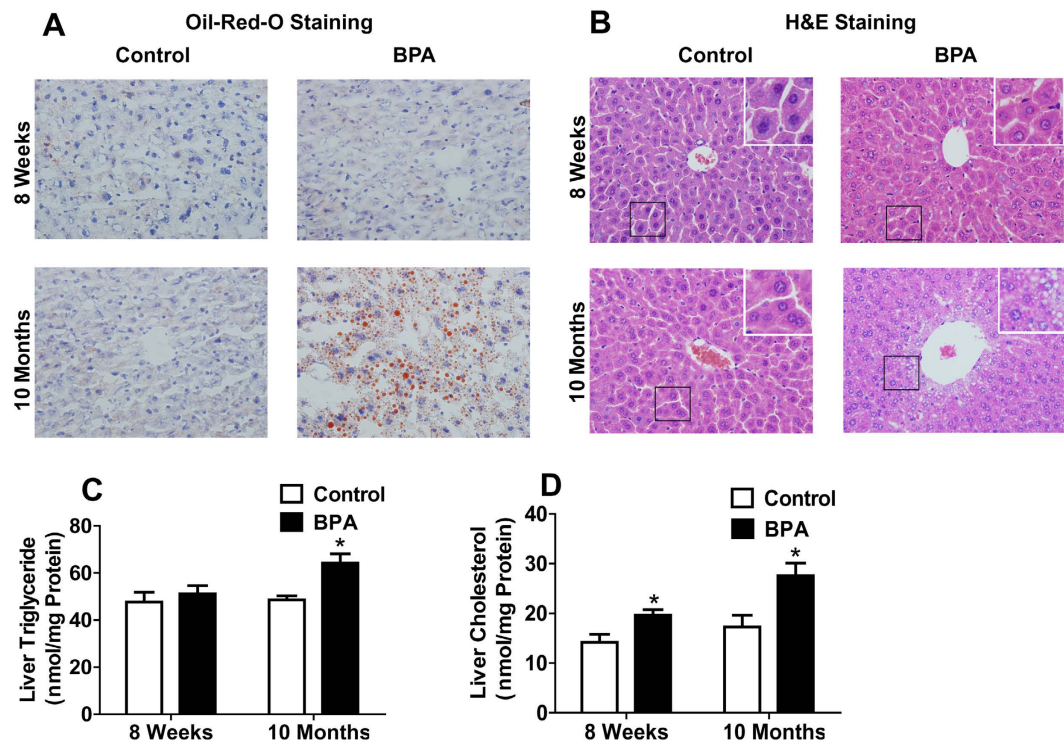 A
Oil-Red-O Staining
Control
BPA
8 Weeks
10 Months
B
H&E Staining
Control
BPA
8 Weeks
10 Months
C
Control
BPA
Liver Triglyceride
(nmol/mg Protein)
80
60
40
20
0
*
8 Weeks
10 Months
D
Control
BPA
Liver Cholesterol
(nmol/mg Protein)
40
30
20
10
0
*
*
8 Weeks
10 Months